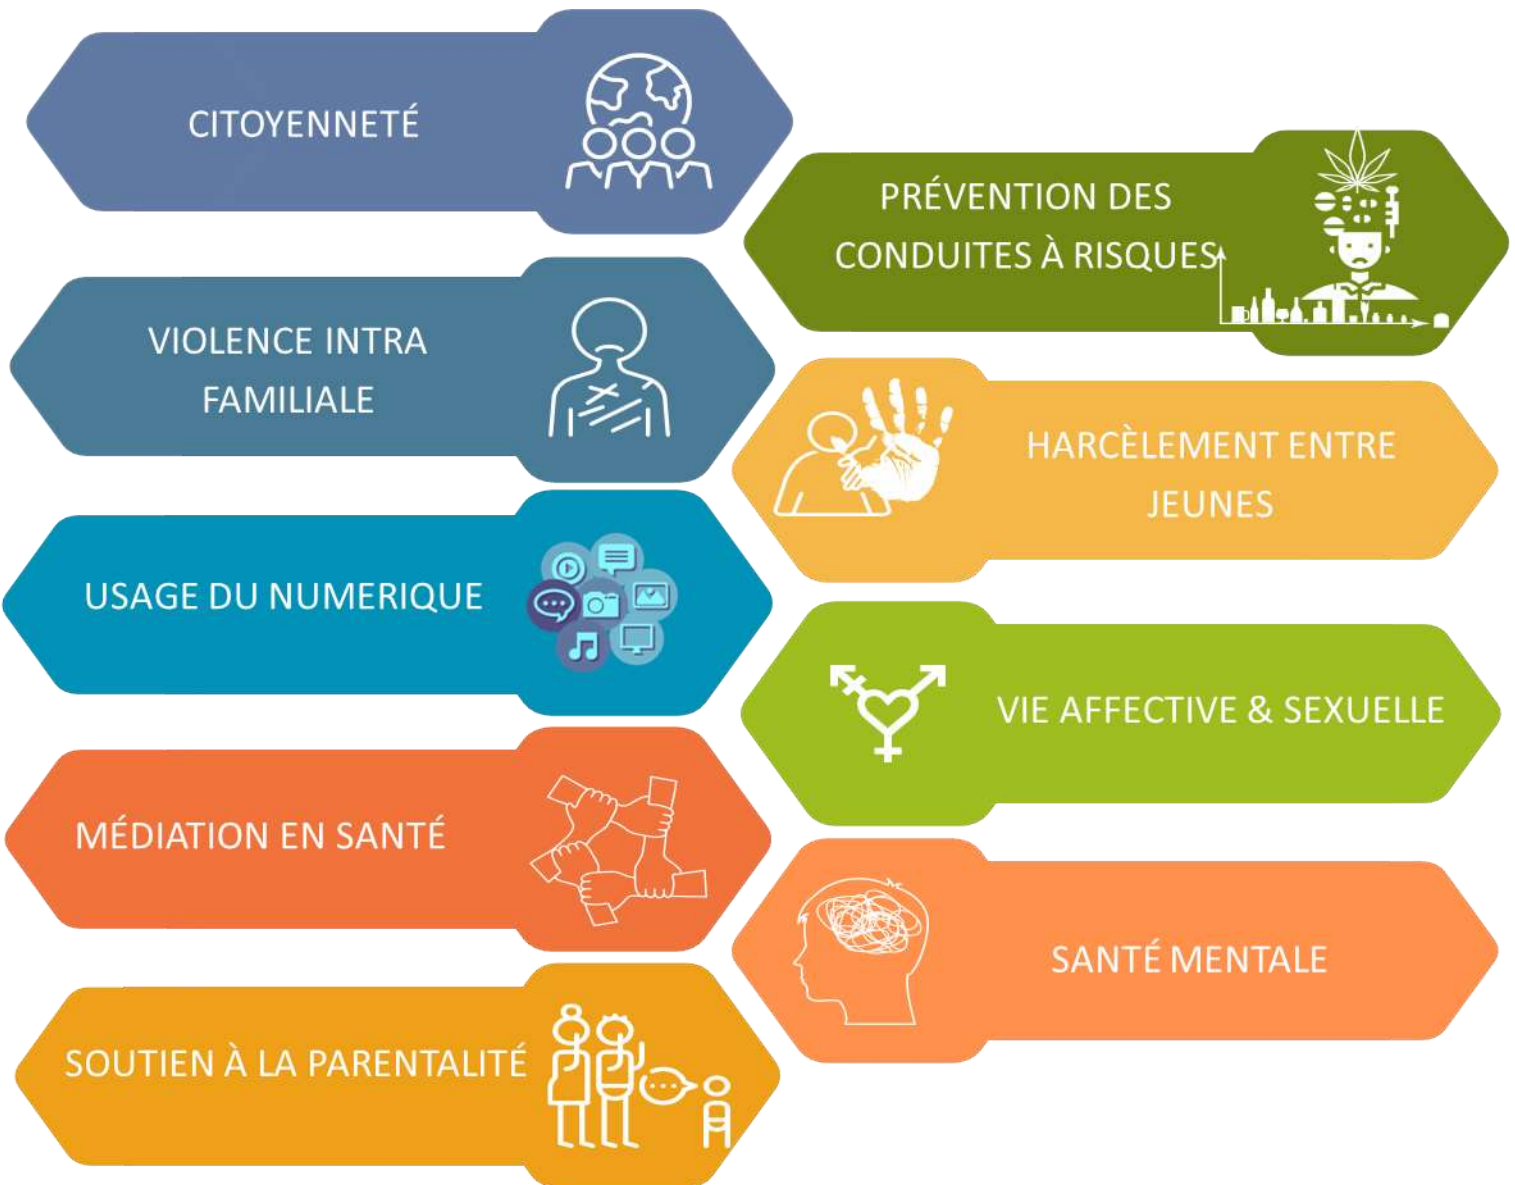 CITOYENNETÉ
PRÉVENTION DES
CONDUITES À RISQUES
VIOLENCE INTRA
FAMILIALE
HARCÈLEMENT ENTRE
JEUNES
USAGE DU NUMERIQUE
VIE AFFECTIVE & SEXUELLE
MÉDIATION EN SANTÉ
SANTÉ MENTALE
SOUTIEN À LA PARENTALITÉ